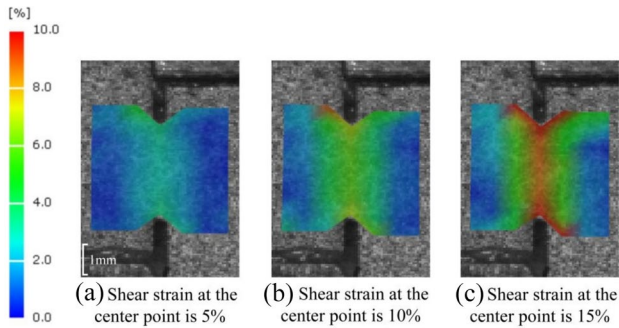 [%]
10.0
8.0
6.0
4.0
2.0
0.0
1mm
(a) Shear strain at the
center point is 5%
(b) Shear strain at the
center point is 10%
(c) Shear strain at the
center point is 15%